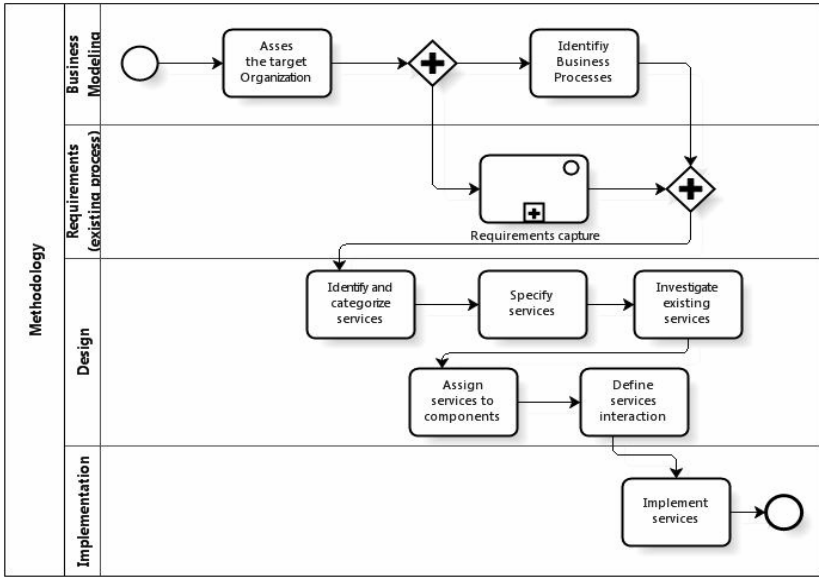 Methodology
Business
Modeling
Asses
the target
Organization
Identifiy
Business
Processes
Requirements
(existing process)
Requirements capture
Design
Identify and
categorize
services
Specify
services
Investigate
existing
services
Assign
services to
components
Define
services
interaction
Implementation
Implement
services